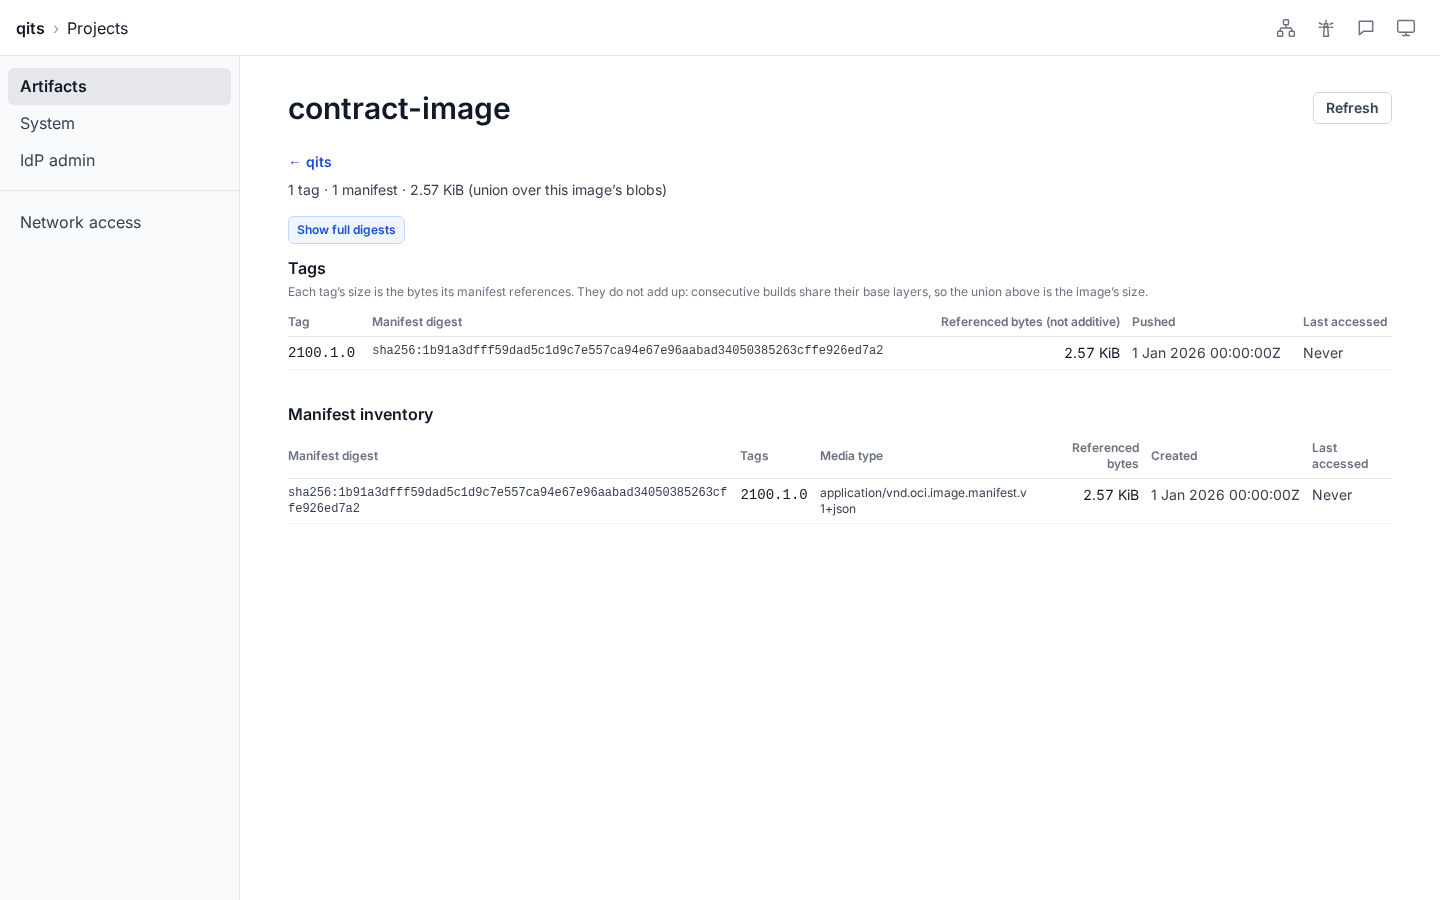 qits › Projects
Artifacts
System
IdP admin
Network access
contract-image
Refresh
← qits
1 tag · 1 manifest · 2.57 KiB (union over this image’s blobs)
Show full digests
Tags
Each tag’s size is the bytes its manifest references. They do not add up: consecutive builds share their base layers, so the union above is the image’s size.
Tag Manifest digest Referenced bytes (not additive) Pushed Last accessed
2100.1.0 sha256:1b91a3dfff59dad5c1d9c7e557ca94e67e96aabad34050385263cffe926ed7a2 2.57 KiB 1 Jan 2026 00:00:00Z Never
Manifest inventory
Manifest digest Tags Media type Referenced bytes Created Last accessed
sha256:1b91a3dfff59dad5c1d9c7e557ca94e67e96aabad34050385263cf 2100.1.0 application/vnd.oci.image.manifest.v 2.57 KiB 1 Jan 2026 00:00:00Z Never
fe926ed7a2 1+json